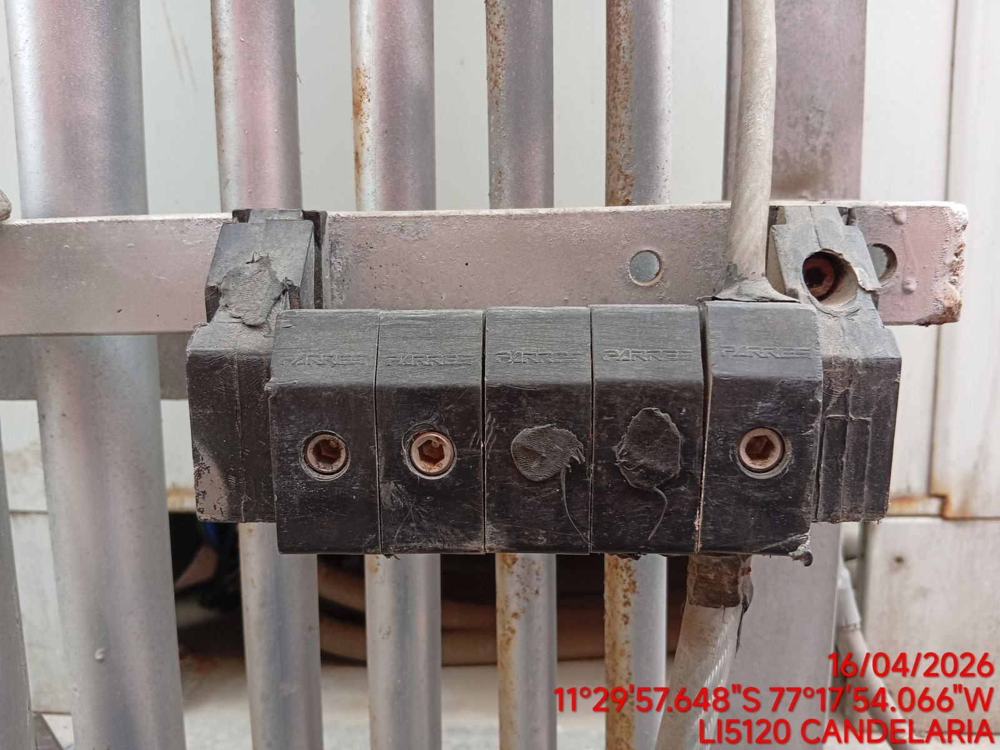 PARRES PARRES PARRES PARRES PARRES
16/04/2026
11°29'57.648"S 77°17'54.066"W
LI5120 CANDELARIA